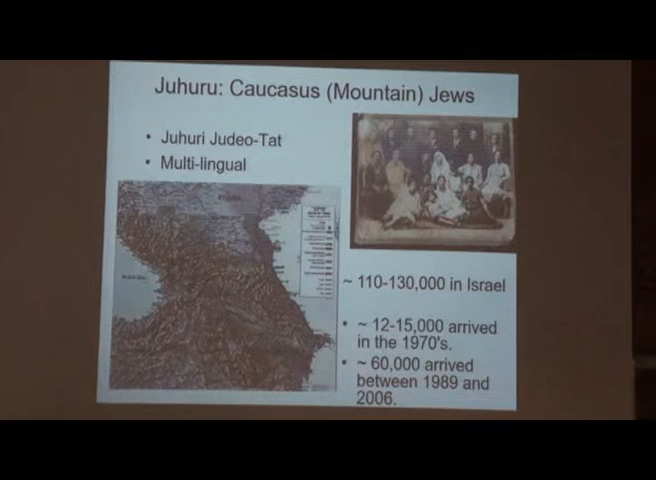 Juhuru: Caucasus (Mountain) Jews
• Juhuri Judeo-Tat
• Multi-lingual
~ 110-130,000 in Israel
• ~ 12-15,000 arrived
in the 1970's.
• ~ 60,000 arrived
between 1989 and
2006.